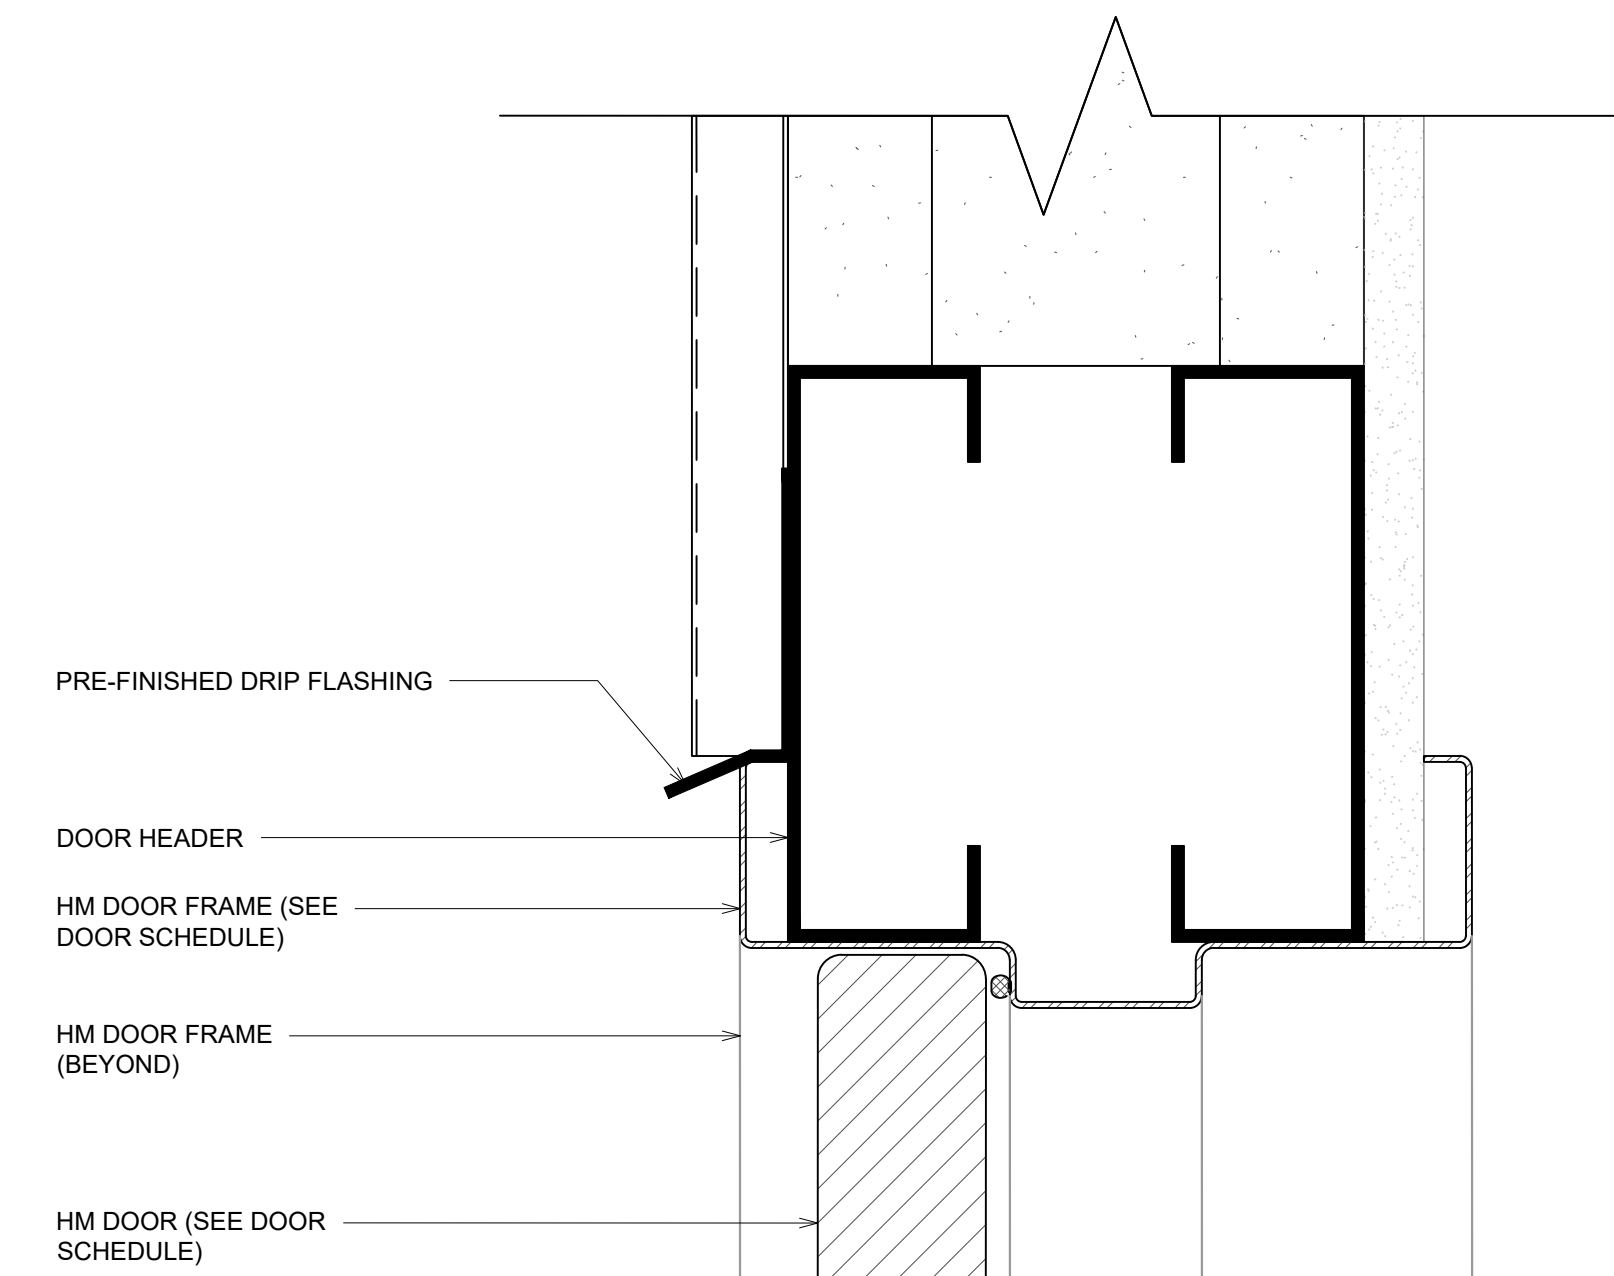 PRE-FINISHED DRIP FLASHING
DOOR HEADER
HM DOOR FRAME (SEE
DOOR SCHEDULE)
HM DOOR FRAME
(BEYOND)
HM DOOR (SEE DOOR
SCHEDULE)